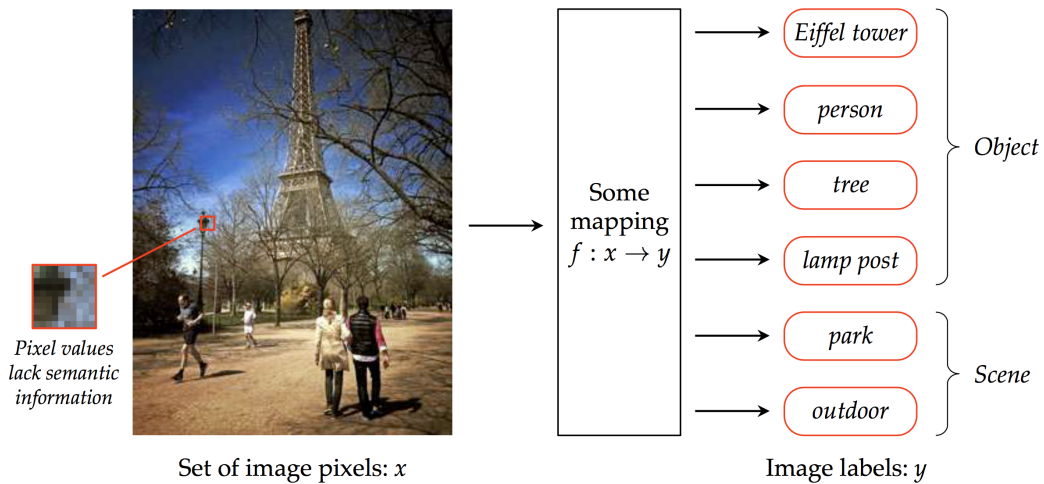 Pixel values
lack semantic
information
Set of image pixels: x
Some
mapping
f : x → y
Eiffel tower
person
tree
lamp post
park
outdoor
Object
Scene
Image labels: y